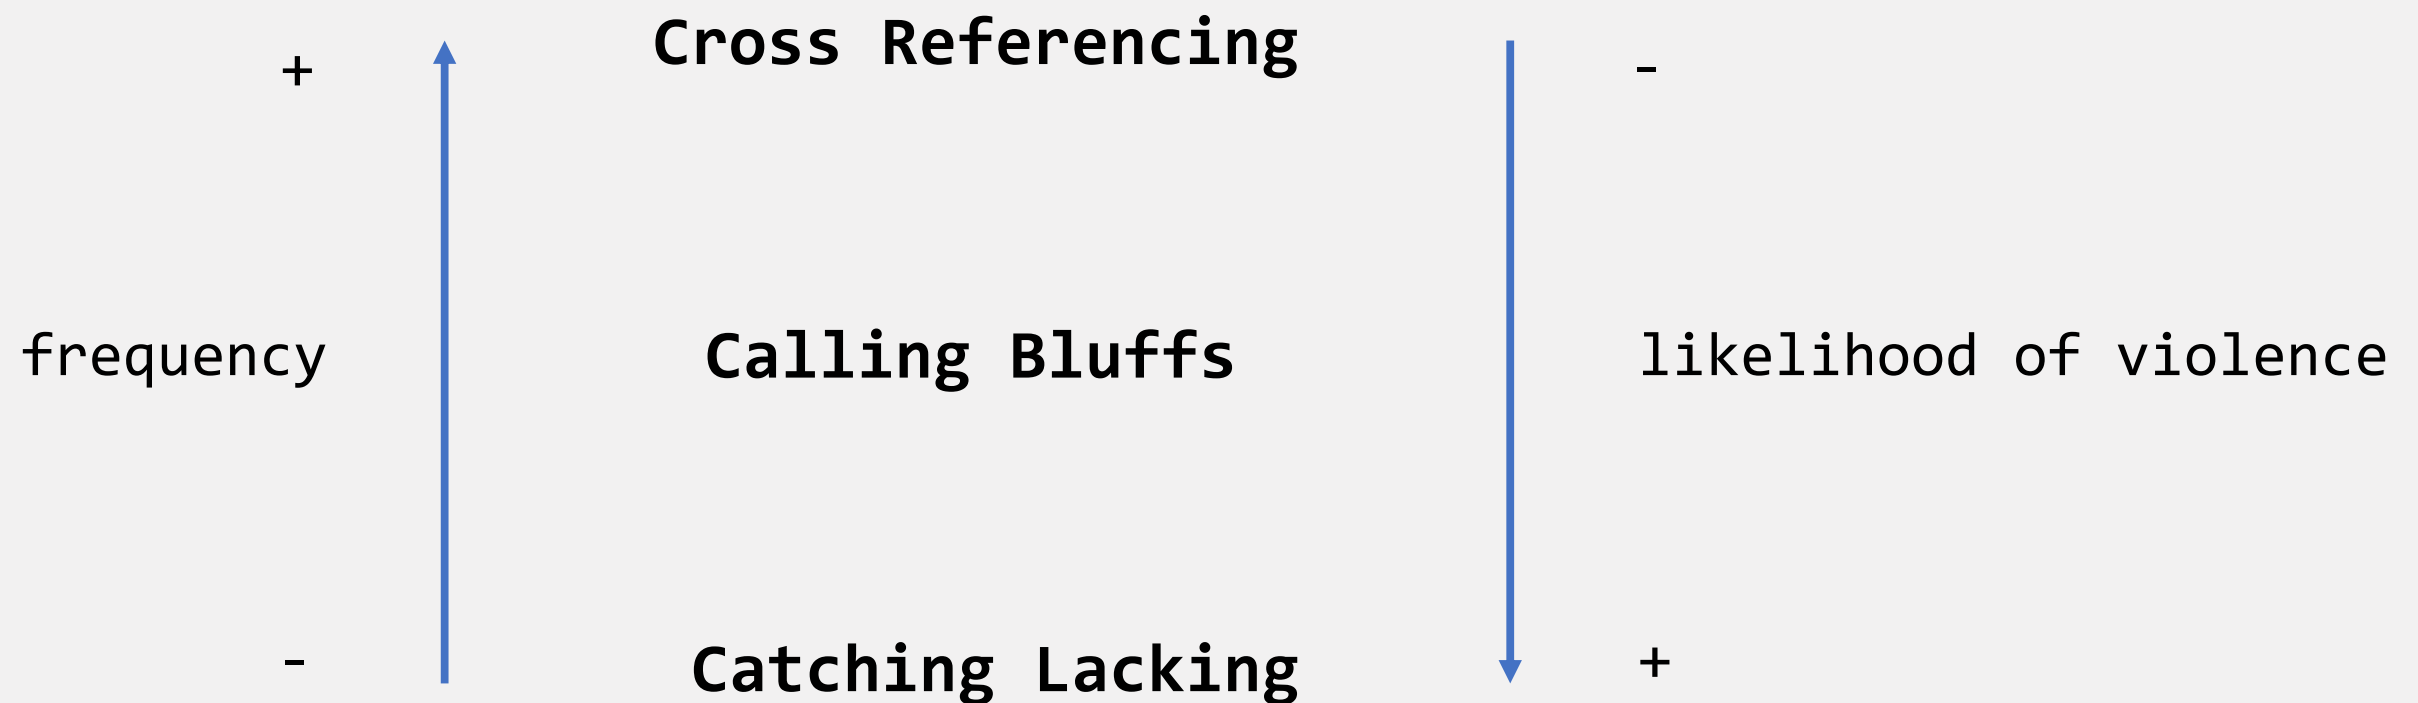 Cross Referencing
+
-
frequency
Calling Bluffs
likelihood of violence
-
Catching Lacking
+